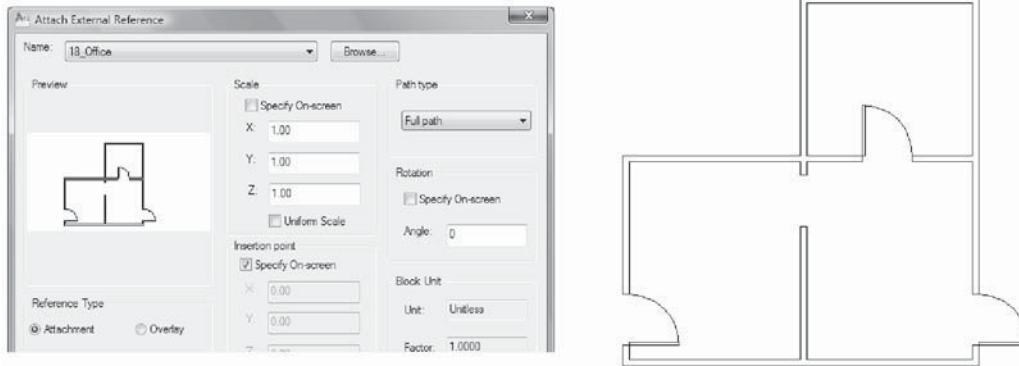 Attach External Reference
Name: 18_Office Browse...
Preview
Scale
Specify On-screen
X: 1.00
Y: 1.00
Z: 1.00
Uniform Scale
Insertion point
Specify On-screen
X: 0.00
Y: 0.00
Path type
Full path
Rotation
Specify On-screen
Angle: 0
Block Unit
Unit: Unitless
Factor: 1.0000
Reference Type
Attachment Overlay